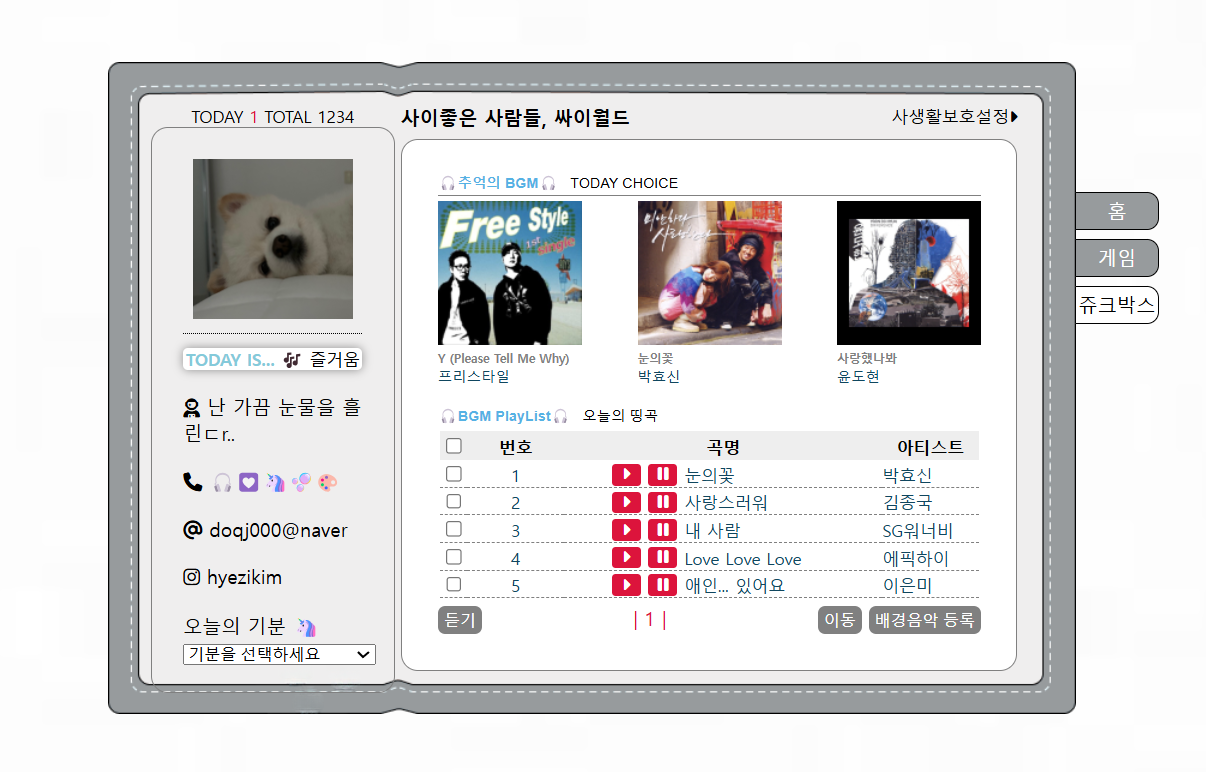 TODAY 1 TOTAL 1234
사이좋은 사람들, 싸이월드
사생활보호설정
TODAY IS... 즐거움
난 가끔 눈물을 흘
린ㄷr..
@ doqj000@naver
hyezikim
오늘의 기분
기분을 선택하세요
추억의 BGM TODAY CHOICE
Free Style
미안하다
사랑한다
Y (Please Tell Me Why)
프리스타일
눈의꽃
박효신
사랑했나봐
윤도현
BGM PlayList 오늘의 띵곡
번호 곡명 아티스트
1 눈의꽃 박효신
2 사랑스러워 김종국
3 내 사람 SG워너비
4 Love Love Love 에픽하이
5 애인... 있어요 이은미
듣기 | 1 | 이동 배경음악 등록
홈
게임
쥬크박스